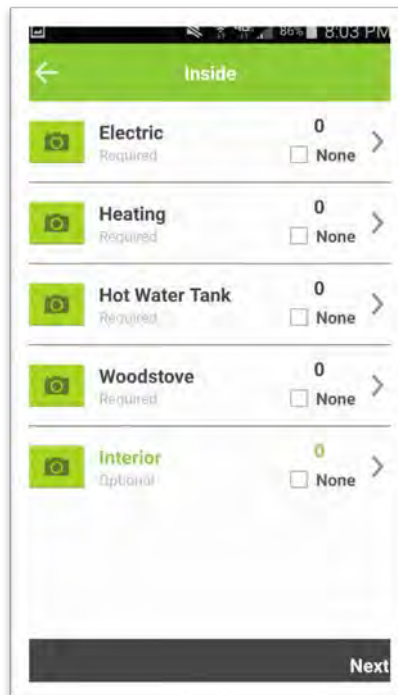 86% 8:03 PM
Inside
Electric 0
Required None
Heating 0
Required None
Hot Water Tank 0
Required None
Woodstove 0
Required None
Interior 0
Optional None
Next